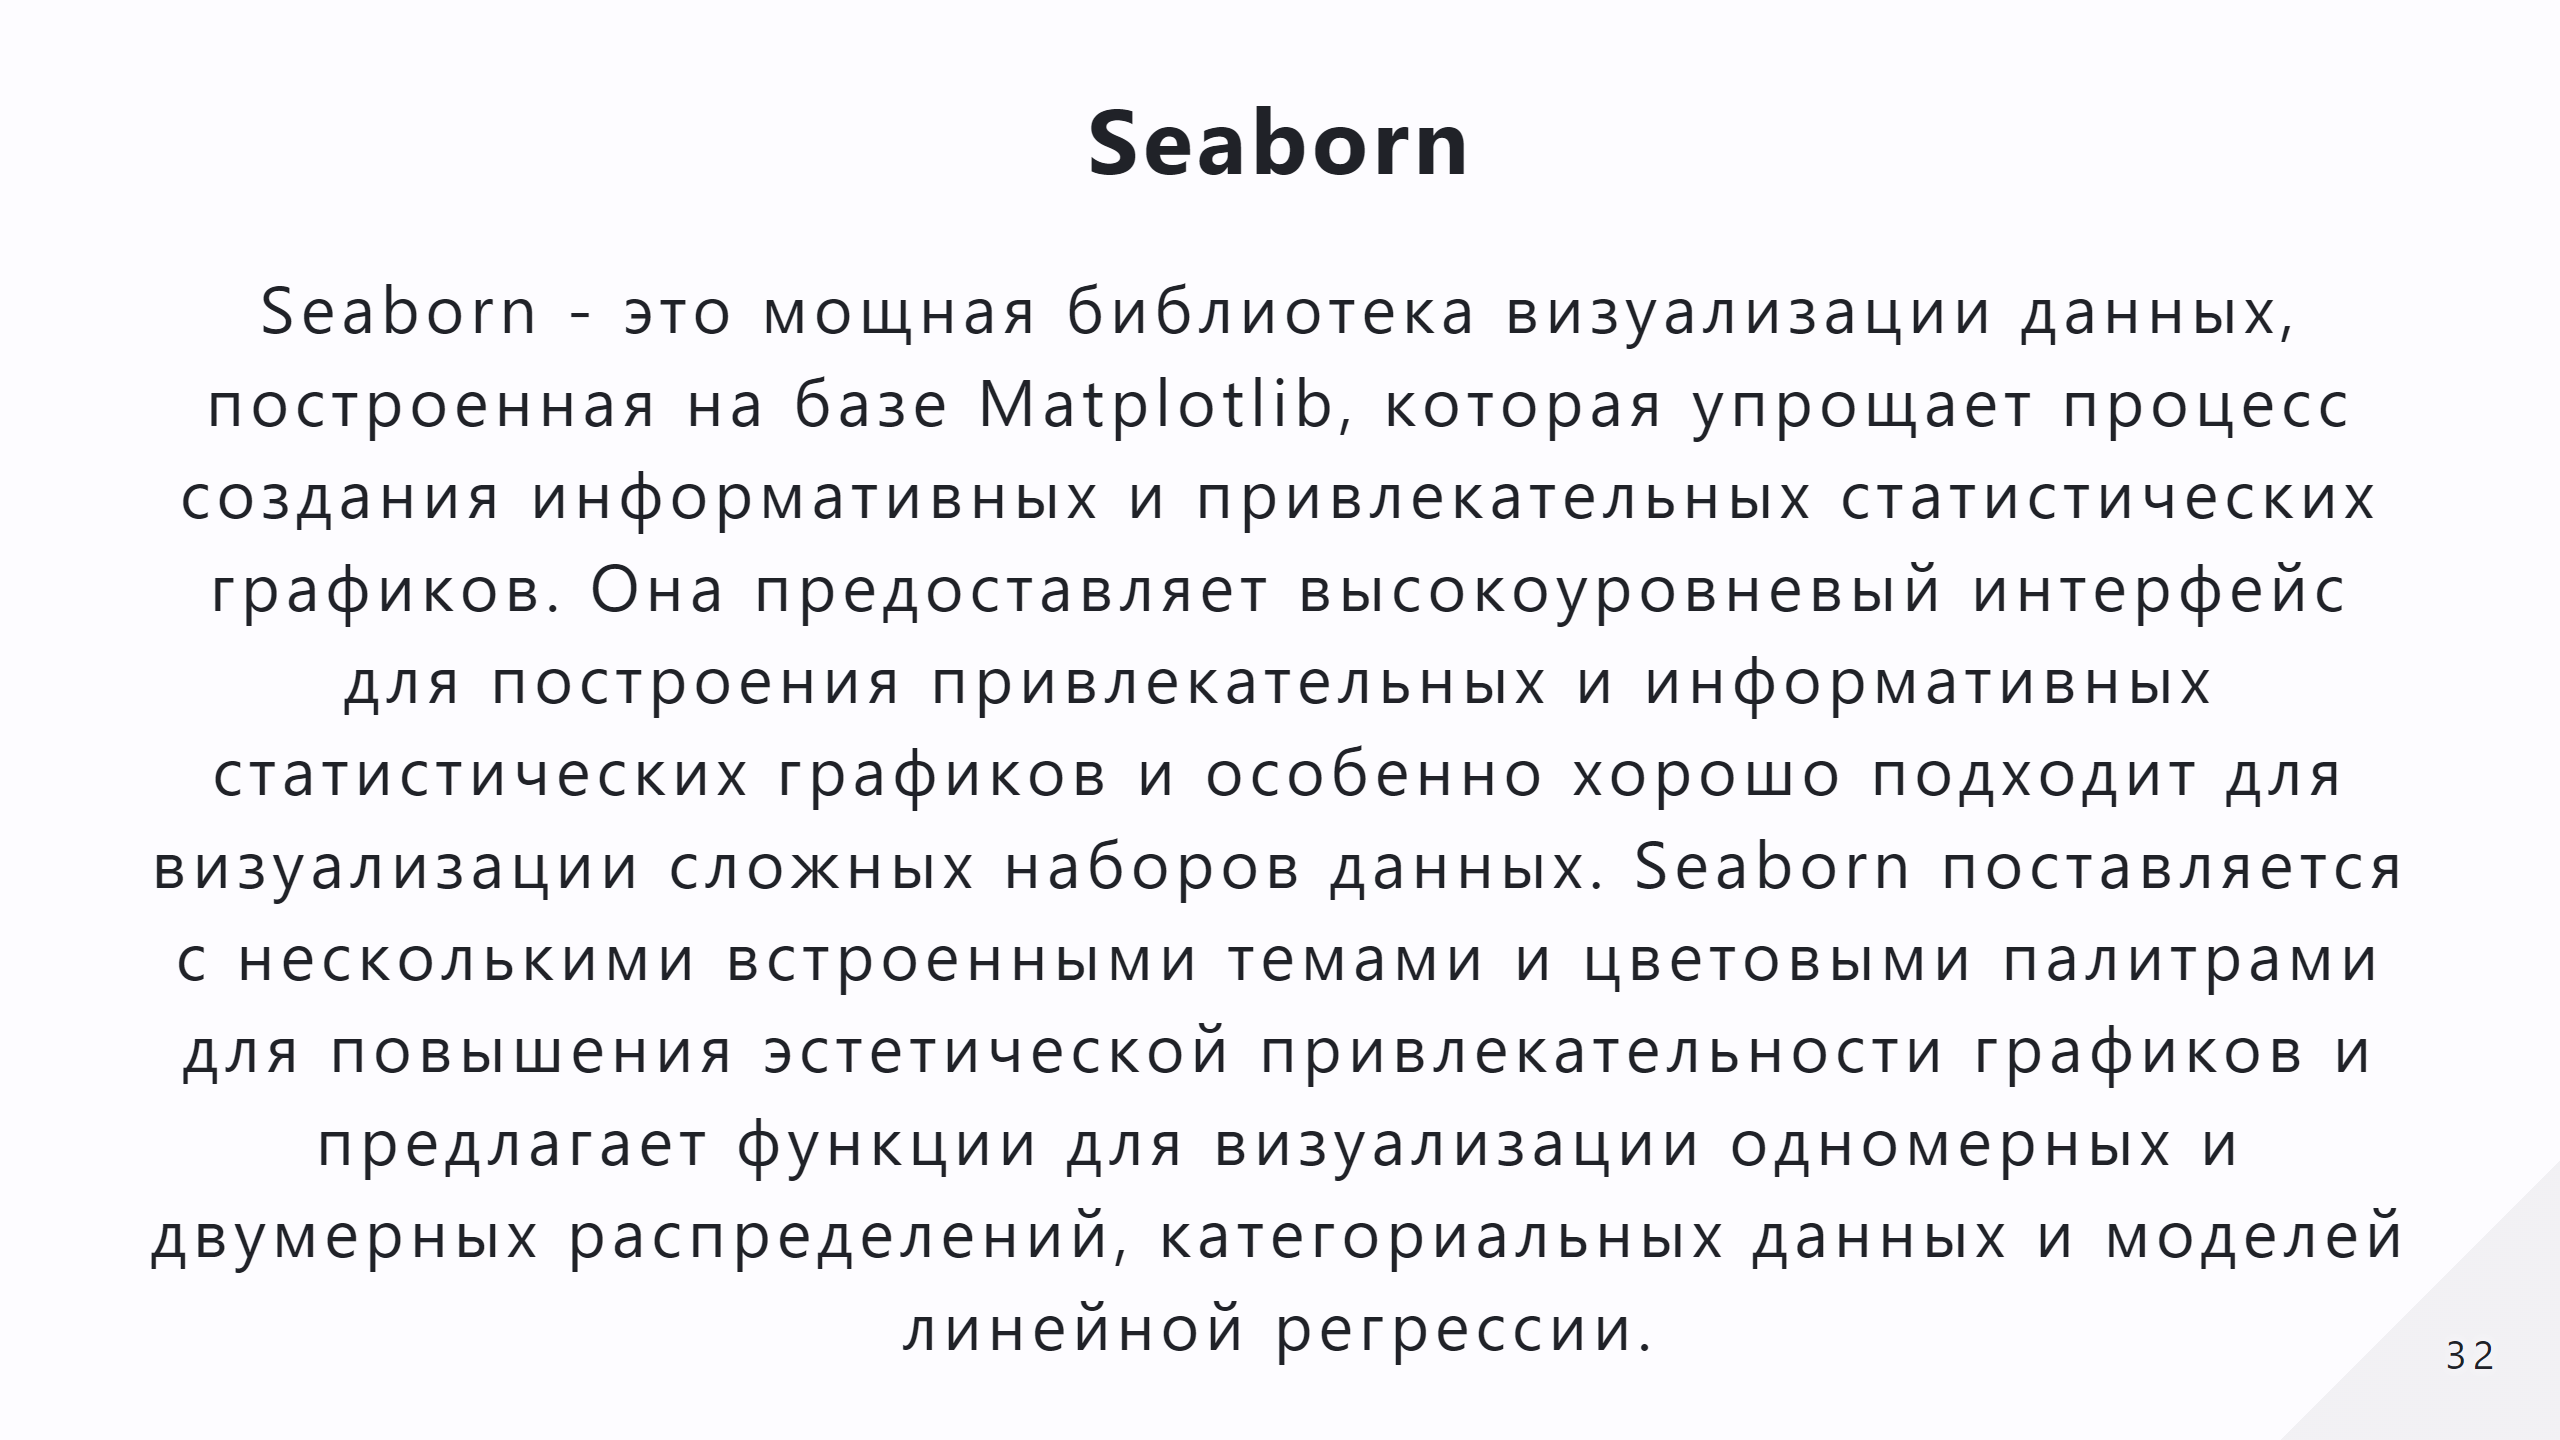 Seaborn
Seaborn - это мощная библиотека визуализации данных,
построенная на базе Matplotlib, которая упрощает процесс
создания информативных и привлекательных статистических
графиков. Она предоставляет высокоуровневый интерфейс
для построения привлекательных и информативных
статистических графиков и особенно хорошо подходит для
визуализации сложных наборов данных. Seaborn поставляется
с несколькими встроенными темами и цветовыми палитрами
для повышения эстетической привлекательности графиков и
предлагает функции для визуализации одномерных и
двумерных распределений, категориальных данных и моделей
линейной регрессии.
32